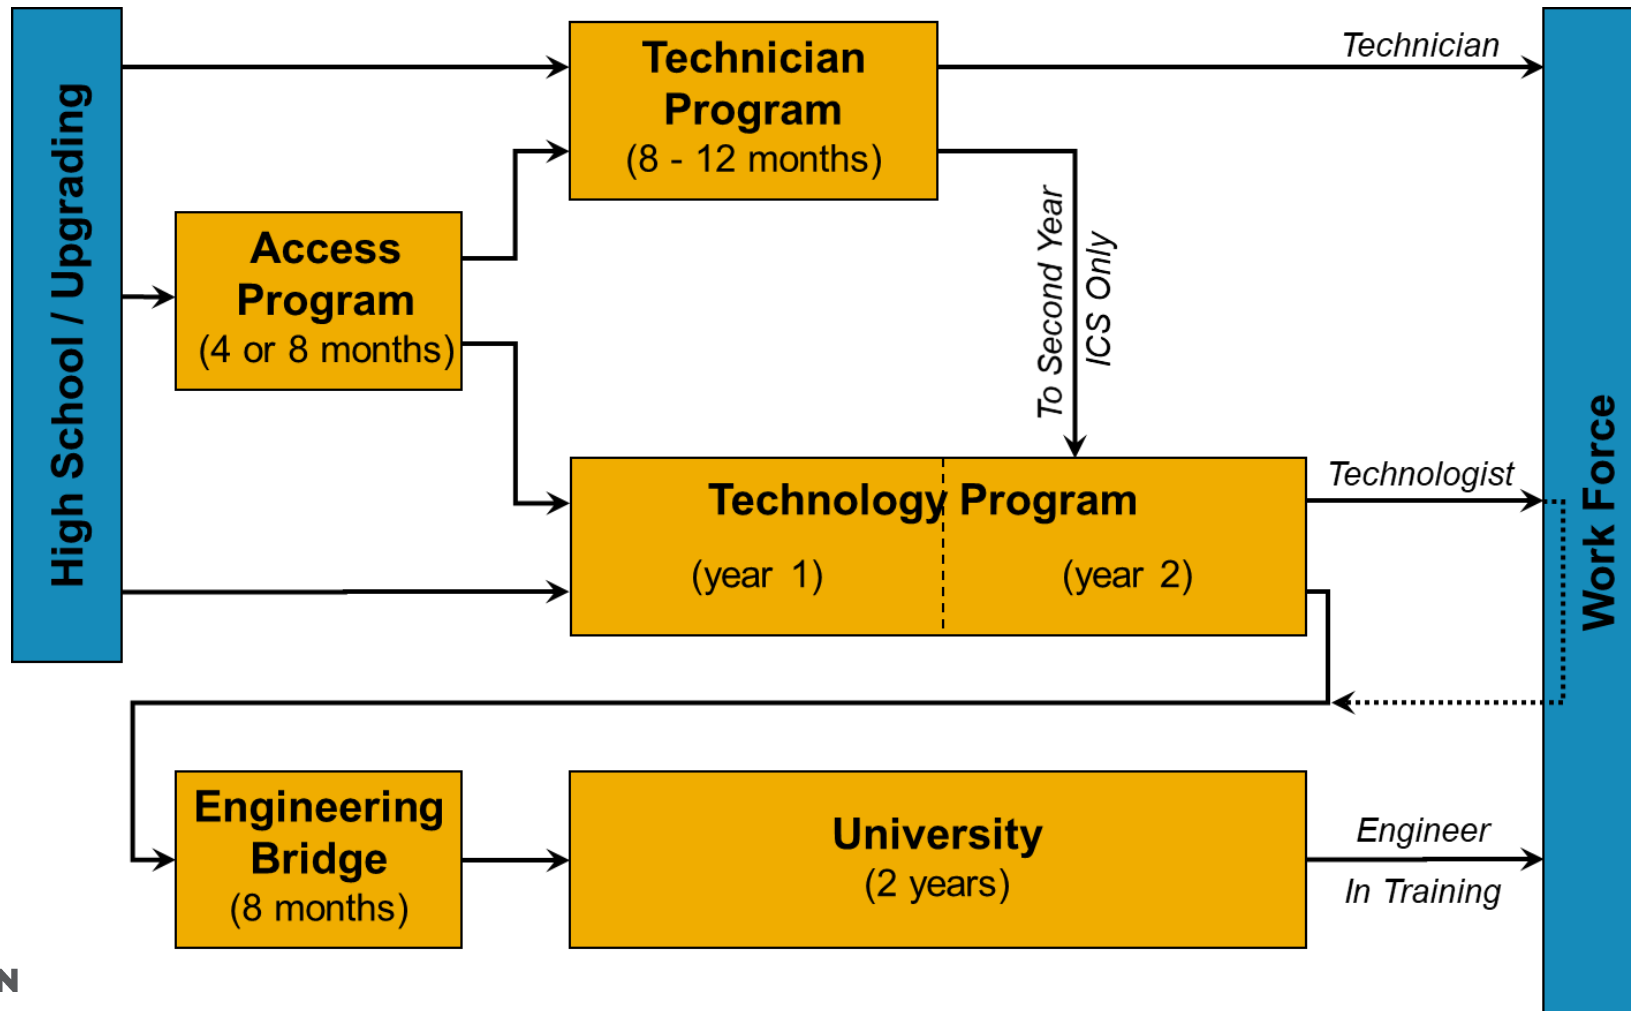 High School / Upgrading
Technician
Program
(8 - 12 months)
Technician
Access
Program
(4 or 8 months)
To Second Year
ICS Only
Technology Program
(year 1)
(year 2)
Technologist
Work Force
Engineering
Bridge
(8 months)
University
(2 years)
Engineer
In Training
N